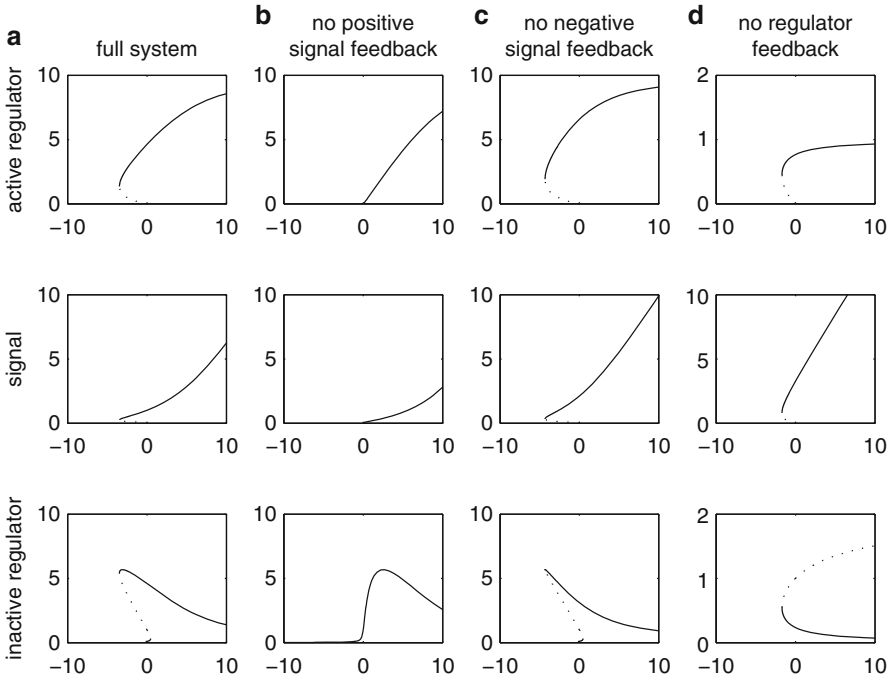 a
full system
b
no positive
signal feedback
c
no negative
signal feedback
d
no regulator
feedback
active regulator
10
5
0
−10 0 10
10
5
0
−10 0 10
10
5
0
−10 0 10
2
1
0
−10 0 10
signal
10
5
0
−10 0 10
10
5
0
−10 0 10
10
5
0
−10 0 10
10
5
0
−10 0 10
inactive regulator
10
5
0
−10 0 10
10
5
0
−10 0 10
10
5
0
−10 0 10
2
1
0
−10 0 10